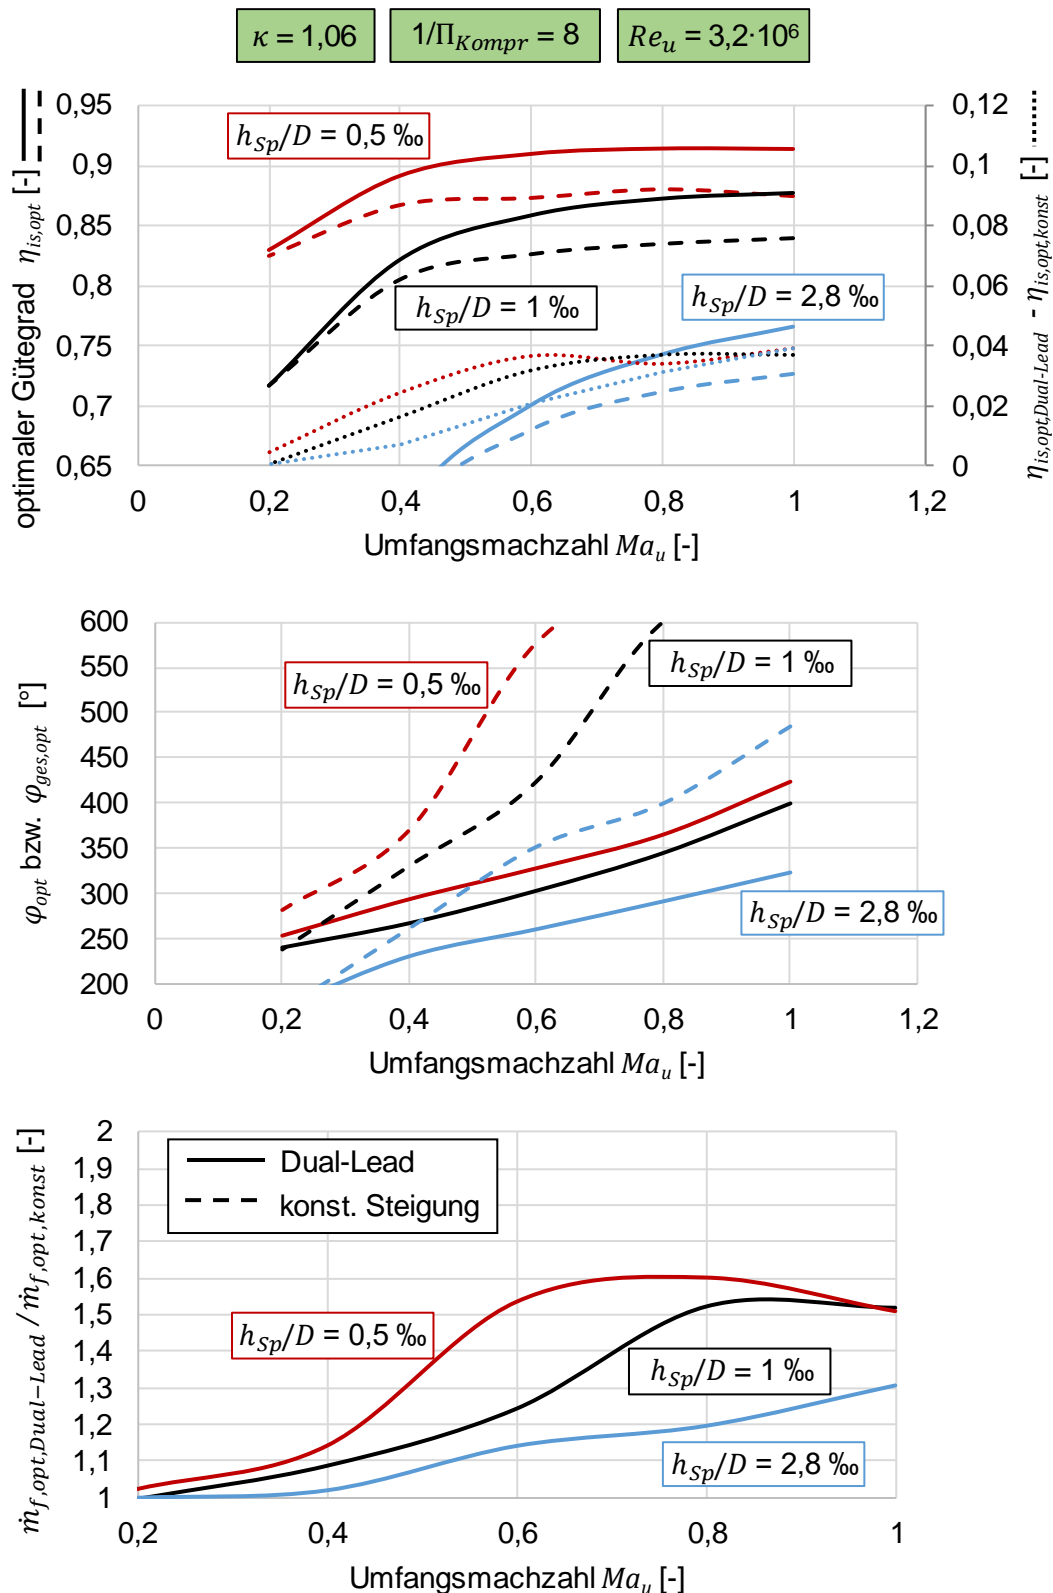 κ = 1,06 1/Π_Kompr = 8 Re_u = 3,2·10⁶
optimaler Gütegrad η_is,opt [-]
0,95
0,9
0,85
0,8
0,75
0,7
0,65
h_Sp/D = 0,5 ‰
h_Sp/D = 1 ‰
h_Sp/D = 2,8 ‰
0,12
0,1
0,08
0,06
0,04
0,02
0
η_is,opt,Dual-Lead - η_is,opt,konst [-]
0 0,2 0,4 0,6 0,8 1 1,2
Umfangsmachzahl Ma_u [-]
φ_opt bzw. φ_ges,opt [°]
600
550
500
450
400
350
300
250
200
h_Sp/D = 0,5 ‰
h_Sp/D = 1 ‰
h_Sp/D = 2,8 ‰
0 0,2 0,4 0,6 0,8 1 1,2
Umfangsmachzahl Ma_u [-]
ṁ_f,opt,Dual-Lead / ṁ_f,opt,konst [-]
2
1,9
1,8
1,7
1,6
1,5
1,4
1,3
1,2
1,1
1
Dual-Lead
konst. Steigung
h_Sp/D = 0,5 ‰
h_Sp/D = 1 ‰
h_Sp/D = 2,8 ‰
0,2 0,4 0,6 0,8 1
Umfangsmachzahl Ma_u [-]